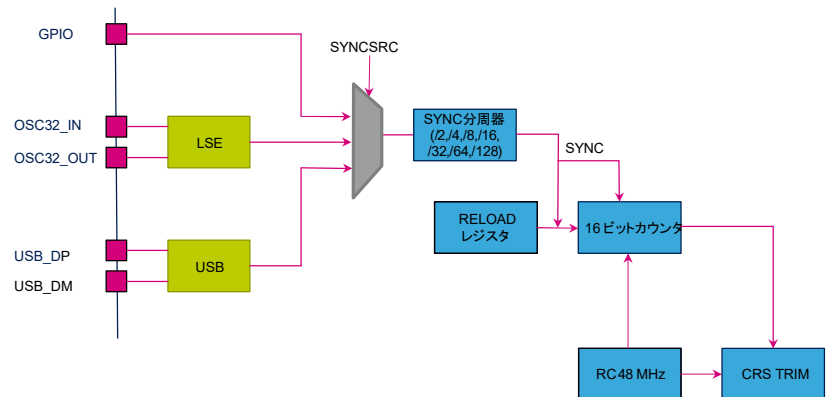 GPIO
SYNCSRC
OSC32_IN
OSC32_OUT
LSE
SYNC分周器
(/2,/4,/8,/16,
/32,/64,/128)
SYNC
RELOAD
レジスタ
16ビットカウンタ
USB_DP
USB_DM
USB
RC48 MHz
CRS TRIM